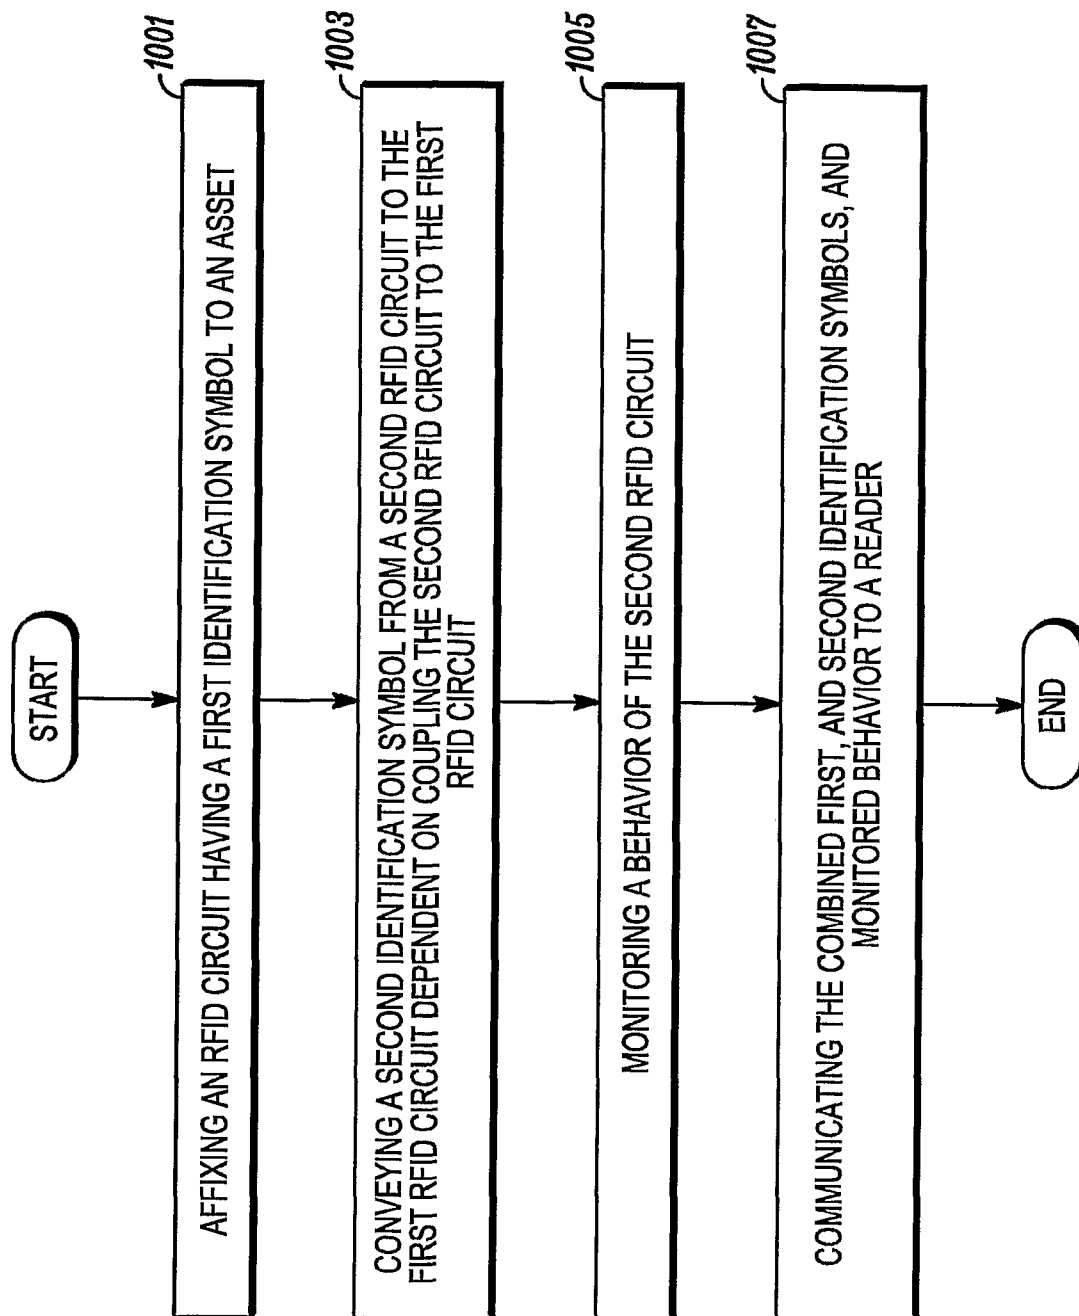 START
1001
AFFIXING AN RFID CIRCUIT HAVING A FIRST IDENTIFICATION SYMBOL TO AN ASSET
1003
CONVEYING A SECOND IDENTIFICATION SYMBOL FROM A SECOND RFID CIRCUIT TO THE
FIRST RFID CIRCUIT DEPENDENT ON COUPLING THE SECOND RFID CIRCUIT TO THE FIRST
RFID CIRCUIT
1005
MONITORING A BEHAVIOR OF THE SECOND RFID CIRCUIT
1007
COMMUNICATING THE COMBINED FIRST, AND SECOND IDENTIFICATION SYMBOLS, AND
MONITORED BEHAVIOR TO A READER
END